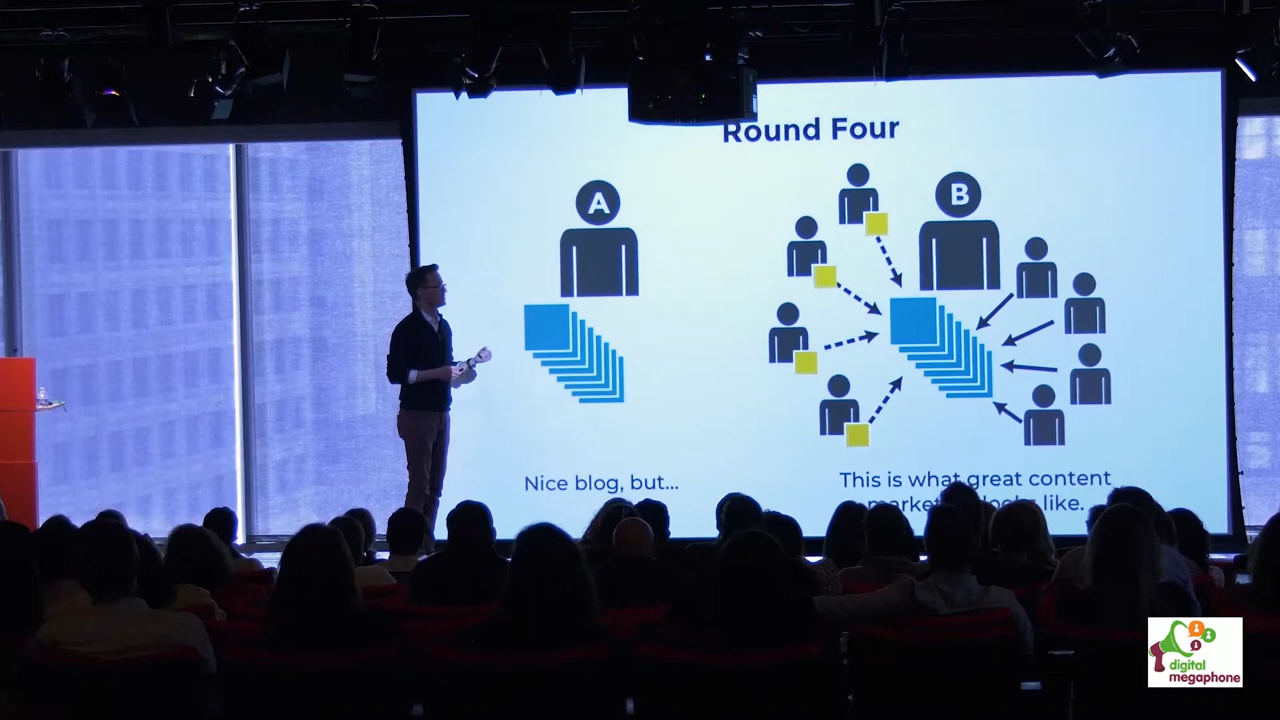 Round Four
A
B
Nice blog, but...
This is what great content
like.
digital
megaphone